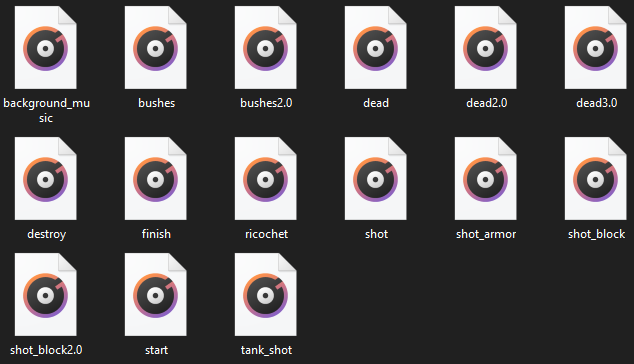 background_mu
sic
bushes
bushes2.0
dead
dead2.0
dead3.0
destroy
finish
ricochet
shot
shot_armor
shot_block
shot_block2.0
start
tank_shot